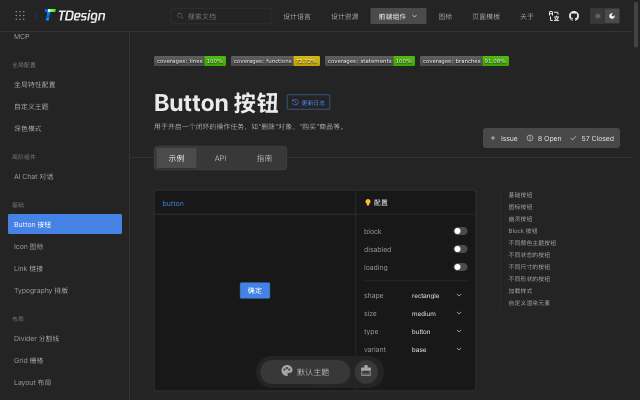 TDesign
搜索文档
设计语言
设计资源
前端组件
图标
页面模板
关于
MCP
全局配置
全局特性配置
自定义主题
深色模式
高阶组件
AI Chat 对话
基础
Button 按钮
Icon 图标
Link 链接
Typography 排版
布局
Divider 分割线
Grid 栅格
Layout 布局
coverages: lines 100%
coverages: functions 73.72%
coverages: statements 100%
coverages: branches 91.08%
Button 按钮
更新日志
用于开启一个闭环的操作任务，如“删除”对象、“购买”商品等。
Issue
8 Open
57 Closed
示例
API
指南
button
确定
配置
block
disabled
loading
shape
rectangle
size
medium
type
button
variant
base
默认主题
基础按钮
图标按钮
幽灵按钮
Block 按钮
不同颜色主题按钮
不同状态的按钮
不同尺寸的按钮
不同形状的按钮
加载样式
自定义渲染元素